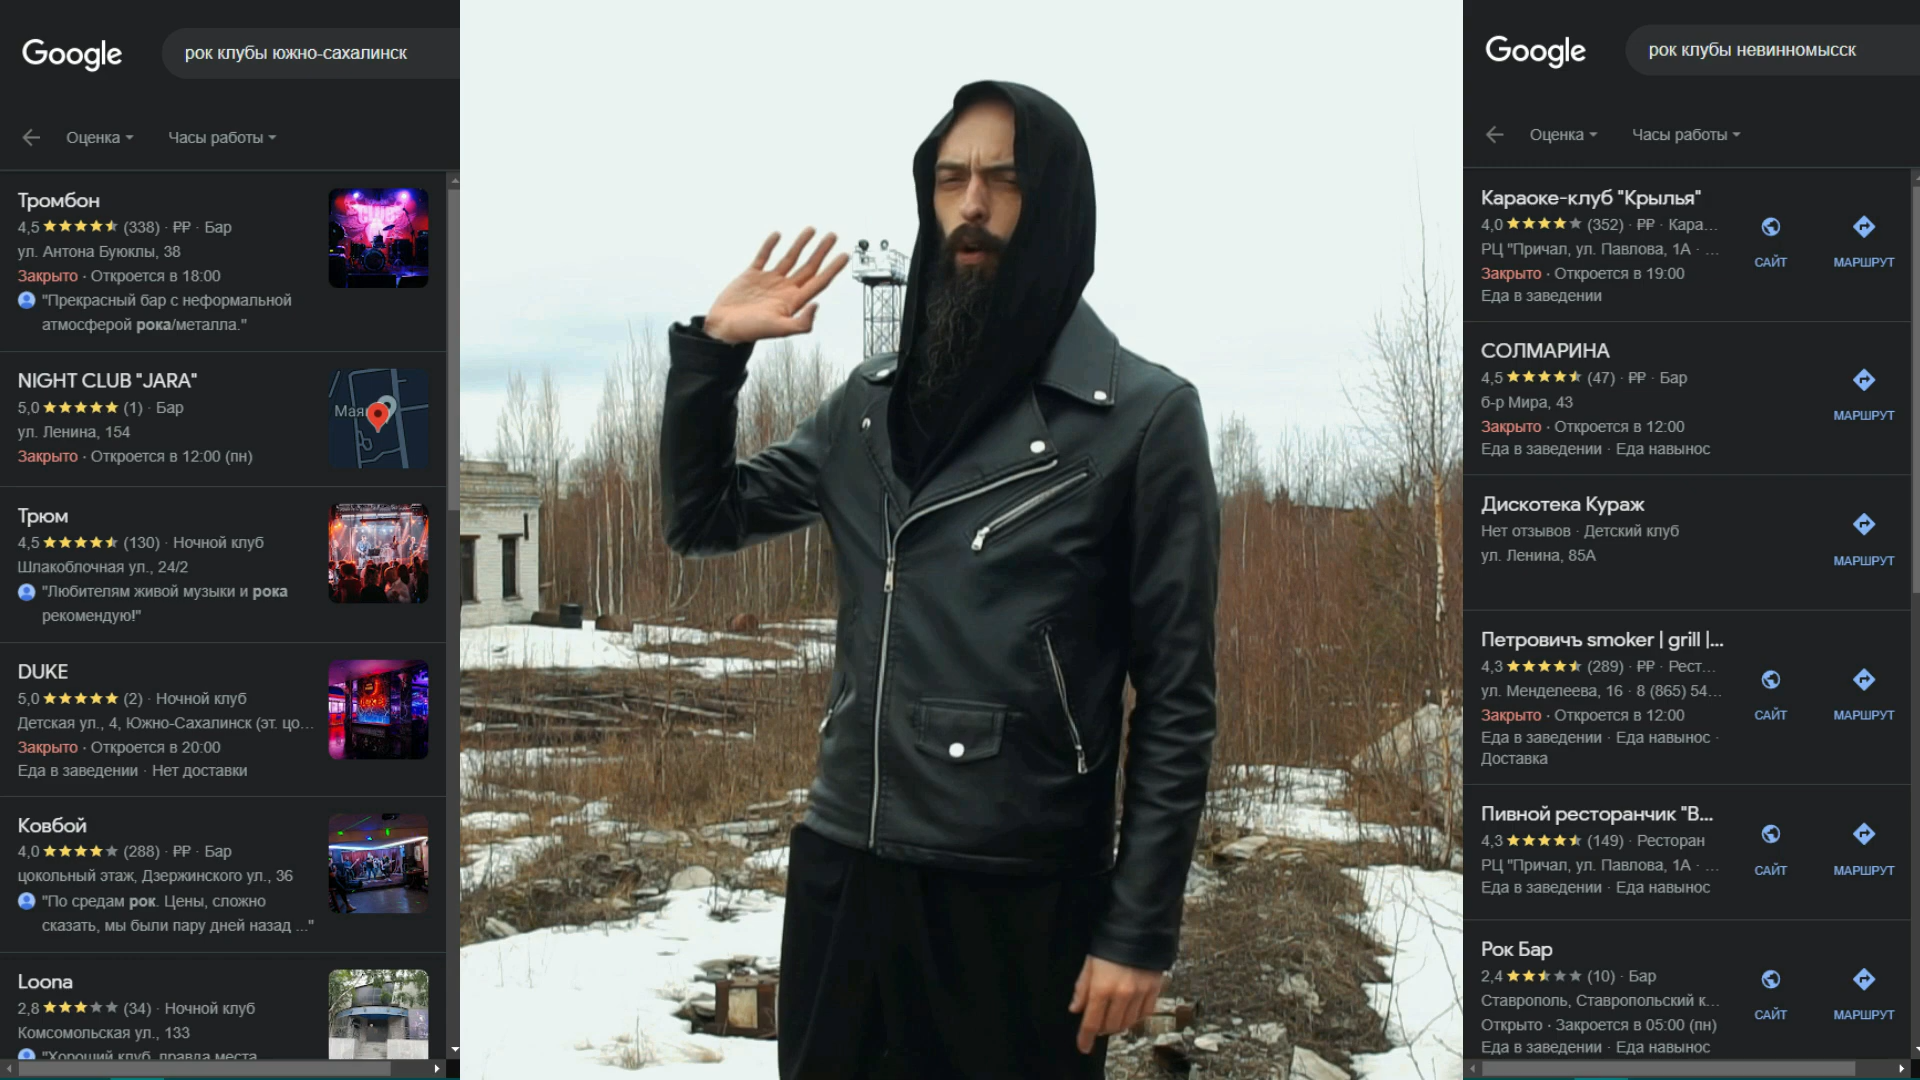 Google
рок клубы южно-сахалинск
Оценка
Часы работы
Тромбон
4,5 (338) · ₽₽ · Бар
ул. Антона Буюклы, 38
Закрыто · Откроется в 18:00
"Прекрасный бар с неформальной
атмосферой рока/металла."
NIGHT CLUB "JARA"
5,0 (1) · Бар
ул. Ленина, 154
Закрыто · Откроется в 12:00 (пн)
Трюм
4,5 (130) · Ночной клуб
Шлакоблочная ул., 24/2
"Любителям живой музыки и рока
рекомендую!"
DUKE
5,0 (2) · Ночной клуб
Детская ул., 4, Южно-Сахалинск (эт. цо...
Закрыто · Откроется в 20:00
Еда в заведении · Нет доставки
Ковбой
4,0 (288) · ₽₽ · Бар
цокольный этаж, Дзержинского ул., 36
"По средам рок. Цены, сложно
сказать, мы были пару дней назад ..."
Loona
2,8 (34) · Ночной клуб
Комсомольская ул., 133
"Хороший клуб, правда места
Google
рок клубы невинномысск
Оценка
Часы работы
Караоке-клуб "Крылья"
4,0 (352) · ₽₽ · Кара...
РЦ "Причал, ул. Павлова, 1А · ...
Закрыто · Откроется в 19:00
Еда в заведении
САЙТ
МАРШРУТ
СОЛМАРИНА
4,5 (47) · ₽₽ · Бар
б-р Мира, 43
Закрыто · Откроется в 12:00
Еда в заведении · Еда навынос
МАРШРУТ
Дискотека Кураж
Нет отзывов · Детский клуб
ул. Ленина, 85А
МАРШРУТ
Петровичъ smoker | grill |...
4,3 (289) · ₽₽ · Рест...
ул. Менделеева, 16 · 8 (865) 54...
Закрыто · Откроется в 12:00
Еда в заведении · Еда навынос ·
Доставка
САЙТ
МАРШРУТ
Пивной ресторанчик "В...
4,3 (149) · Ресторан
РЦ "Причал, ул. Павлова, 1А · ...
Еда в заведении · Еда навынос
САЙТ
МАРШРУТ
Рок Бар
2,4 (10) · Бар
Ставрополь, Ставропольский к...
Открыто · Закроется в 05:00 (пн)
Еда в заведении · Еда навынос
САЙТ
МАРШРУТ